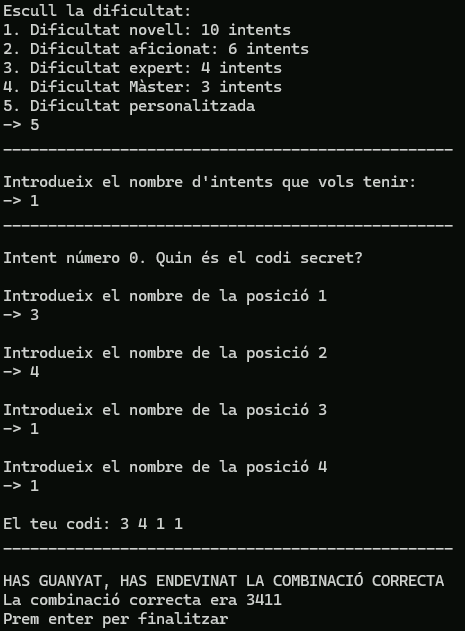 Escull la dificultat:
1. Dificultat novell: 10 intents
2. Dificultat aficionat: 6 intents
3. Dificultat expert: 4 intents
4. Dificultat Màster: 3 intents
5. Dificultat personalitzada
-> 5
__________________________________________________
Introdueix el nombre d'intents que vols tenir:
-> 1
__________________________________________________
Intent número 0. Quin és el codi secret?
Introdueix el nombre de la posició 1
-> 3
Introdueix el nombre de la posició 2
-> 4
Introdueix el nombre de la posició 3
-> 1
Introdueix el nombre de la posició 4
-> 1
El teu codi: 3 4 1 1
__________________________________________________
HAS GUANYAT, HAS ENDEVINAT LA COMBINACIÓ CORRECTA
La combinació correcta era 3411
Prem enter per finalitzar